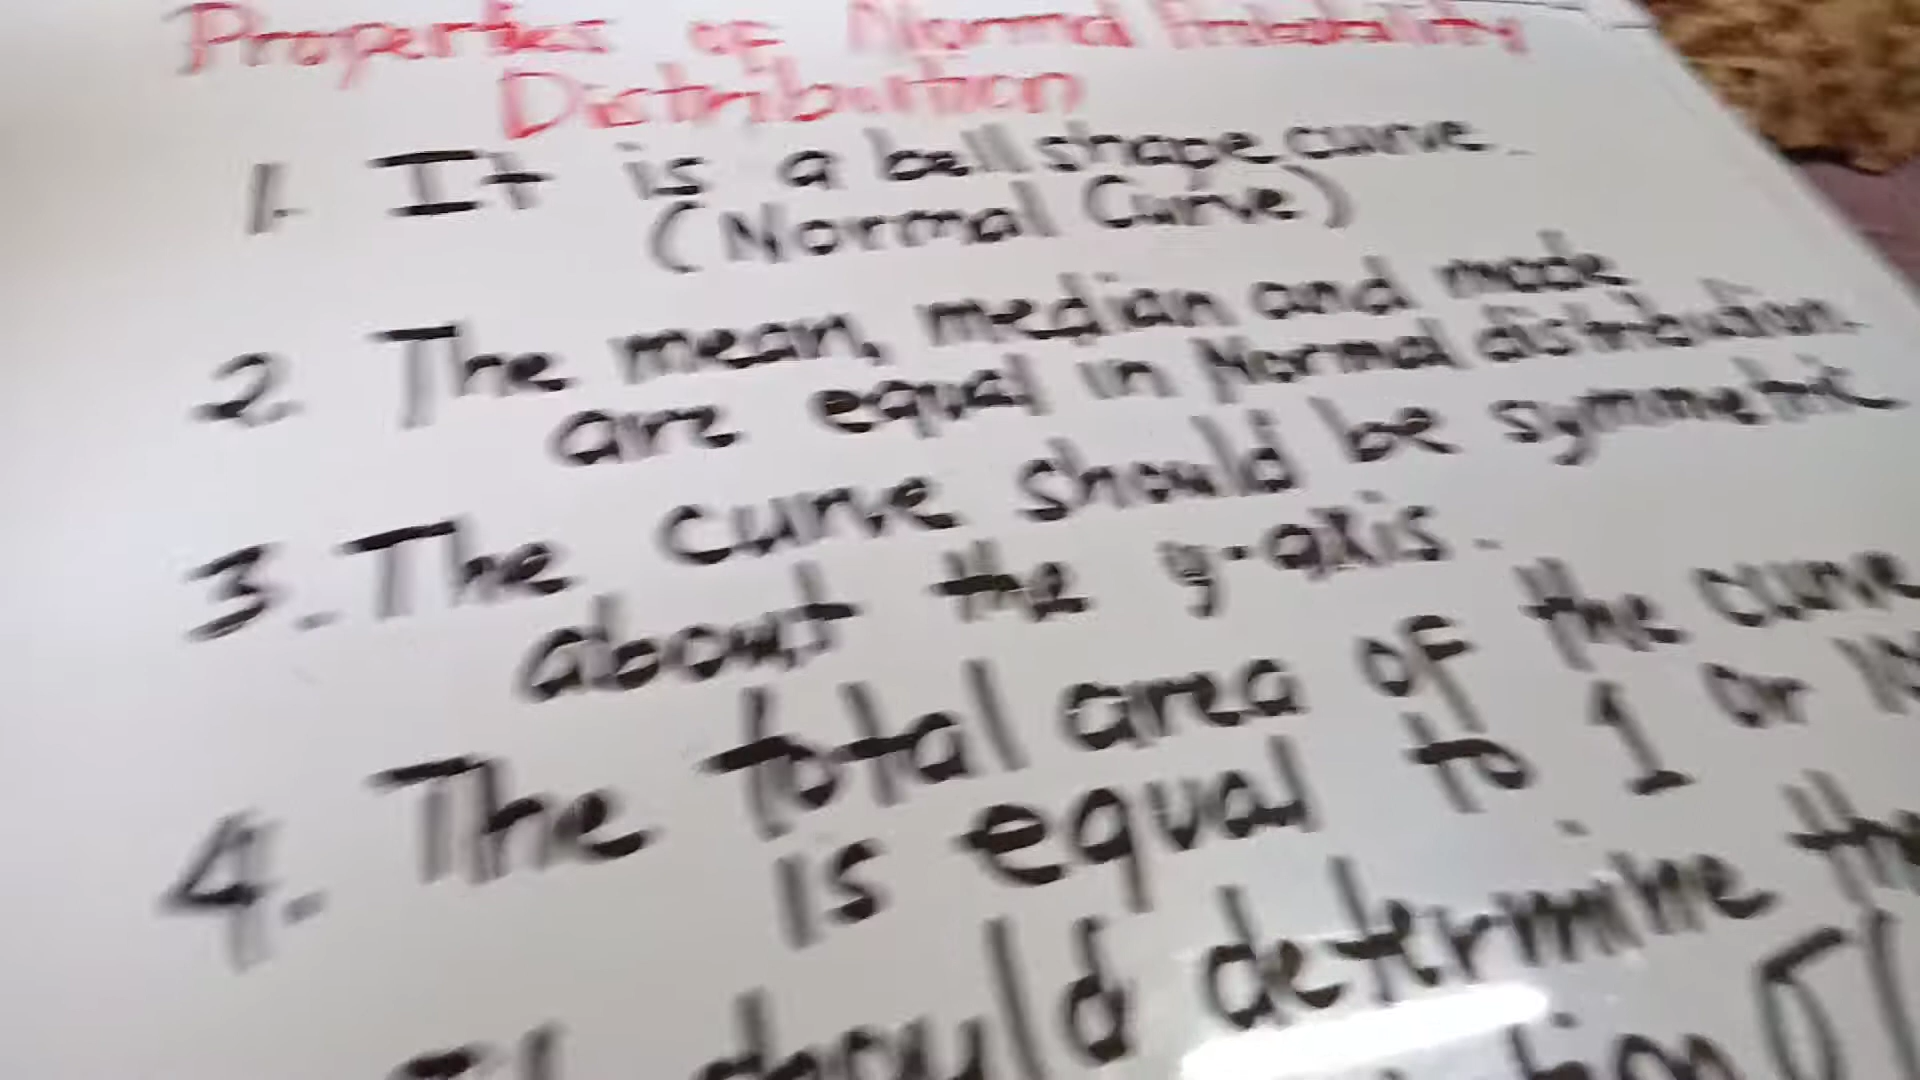 Properties of Normal Probability
Distribution
1. It is a bell shape curve.
(Normal Curve)
2. The mean, median and mode
are equal in Normal distribution.
3. The curve should be symmetric
about the y-axis.
4. The total area of the curve
is equal to 1 or
should determine the